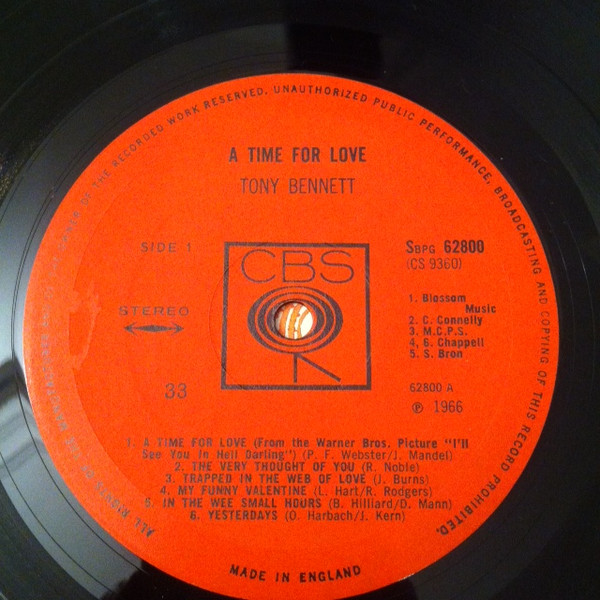 ALL RIGHTS OF THE MANUFACTURER AND OF THE OWNER OF THE RECORDED WORK RESERVED. UNAUTHORIZED PUBLIC PERFORMANCE, BROADCASTING AND COPYING OF THIS RECORD PROHIBITED.
A TIME FOR LOVE
TONY BENNETT
SIDE 1
CBS
SBPG 62800
(CS 9360)
STEREO
33
1. Blossom
Music
2. C. Connelly
3. M.C.P.S.
4, 6. Chappell
5. S. Bron
62800 A
℗ 1966
1. A TIME FOR LOVE (From the Warner Bros. Picture "I'll
See You in Hell Darling") (P. F. Webster/J. Mandel)
2. THE VERY THOUGHT OF YOU (R. Noble)
3. TRAPPED IN THE WEB OF LOVE (J. Burns)
4. MY FUNNY VALENTINE (L. Hart/R. Rodgers)
5. IN THE WEE SMALL HOURS (B. Hilliard/D. Mann)
6. YESTERDAYS (O. Harbach/J. Kern)
MADE IN ENGLAND